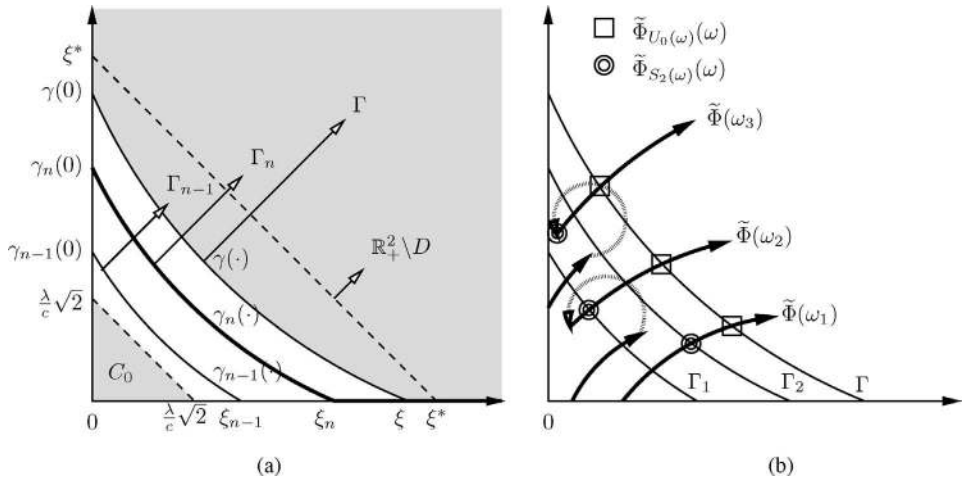 ξ*
γ(0)
Γ
γₙ(0)
Γₙ
Γₙ₋₁
γₙ₋₁(0)
γ(·)
ℝ²₊\D
λ/c √2
γₙ(·)
C₀
γₙ₋₁(·)
0
λ/c √2
ξₙ₋₁
ξₙ
ξ
ξ*
(a)
Φ̃_{U₀(ω)}(ω)
Φ̃_{S₂(ω)}(ω)
Φ̃(ω₃)
Φ̃(ω₂)
Φ̃(ω₁)
Γ₁
Γ₂
Γ
0
(b)